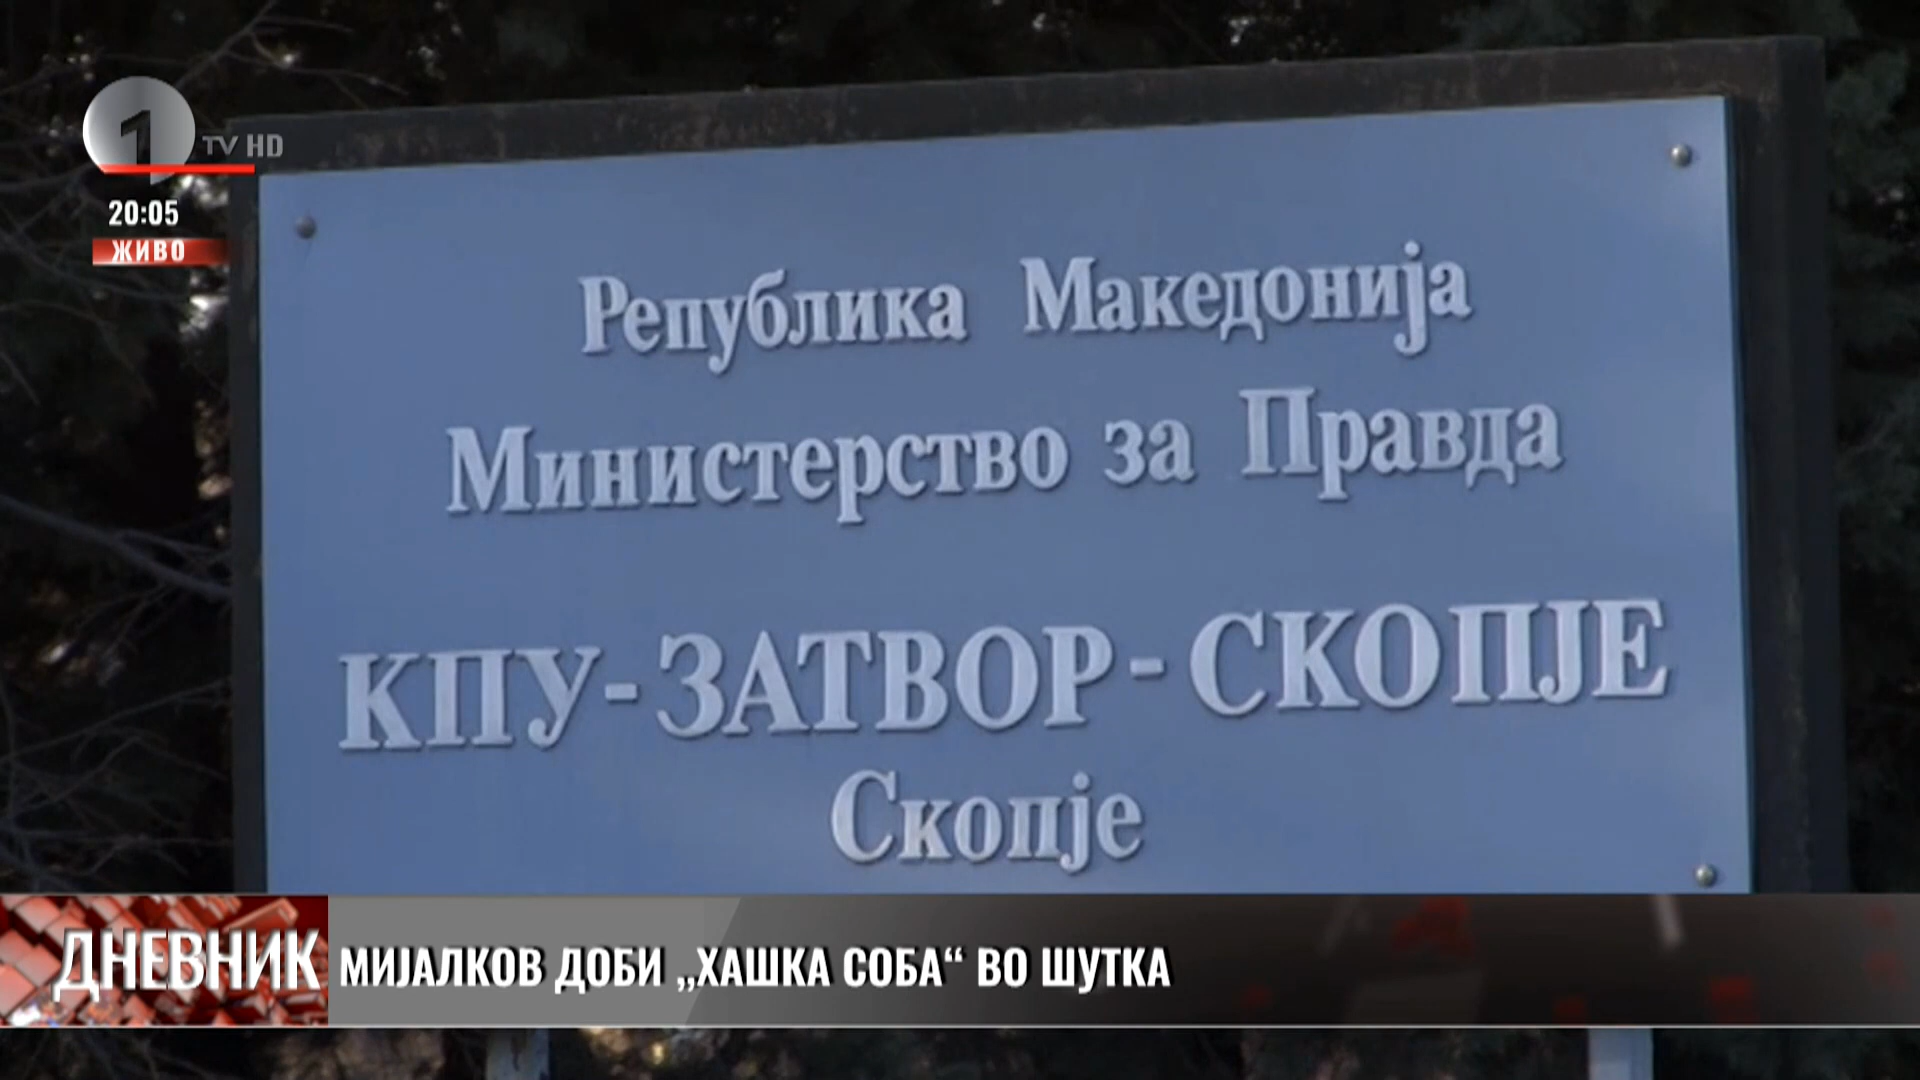 1 TV HD
20:05
ЖИВО
Република Македонија
Министерство за Правда
КПУ-ЗАТВОР-СКОПЈЕ
Скопје
ДНЕВНИК
МИЈАЛКОВ ДОБИ „ХАШКА СОБА“ ВО ШУТКА